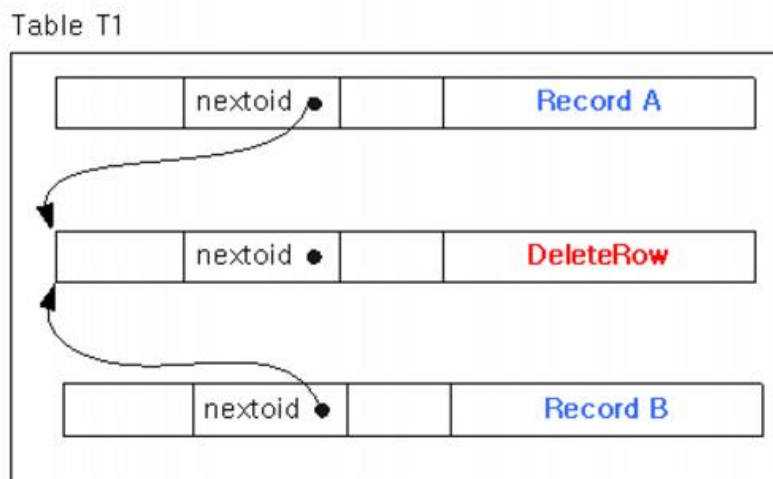 Table T1
nextoid Record A
nextoid DeleteRow
nextoid Record B